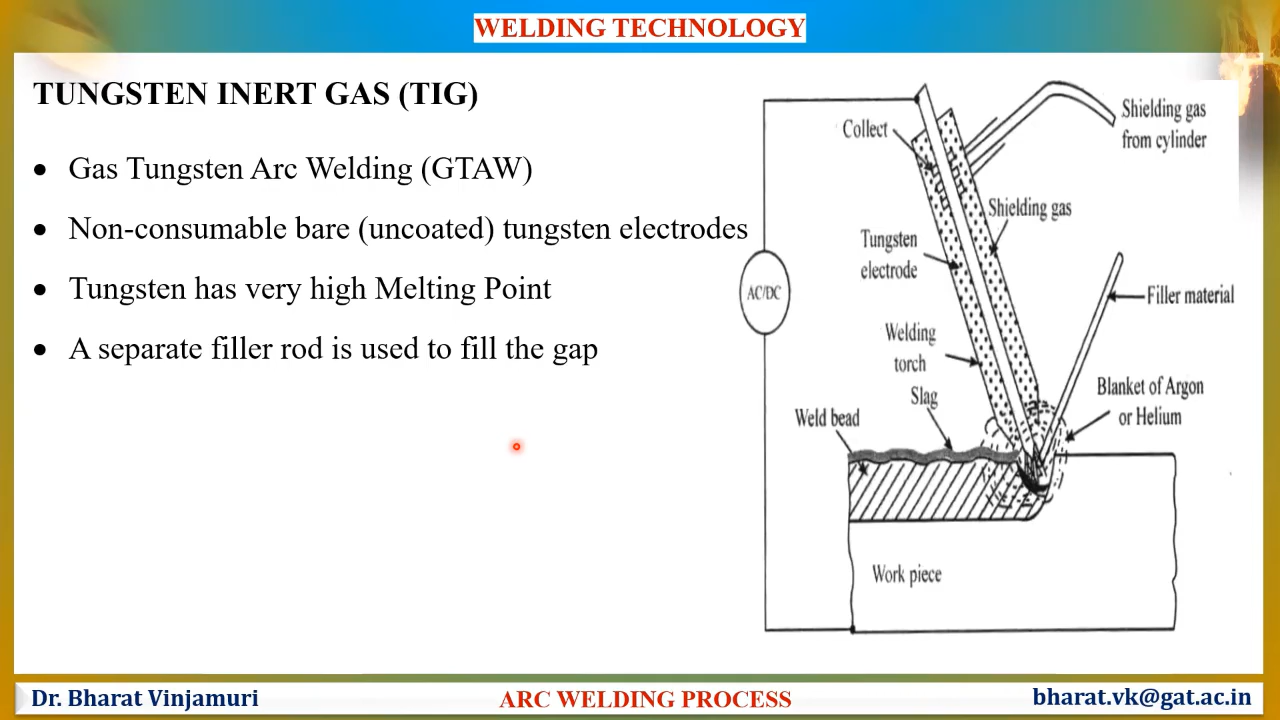 WELDING TECHNOLOGY
TUNGSTEN INERT GAS (TIG)
• Gas Tungsten Arc Welding (GTAW)
• Non-consumable bare (uncoated) tungsten electrodes
• Tungsten has very high Melting Point
• A separate filler rod is used to fill the gap
Collect
Shielding gas
from cylinder
Shielding gas
Tungsten
electrode
AC/DC
Filler material
Welding
torch
Slag
Blanket of Argon
or Helium
Weld bead
Work piece
Dr. Bharat Vinjamuri
ARC WELDING PROCESS
bharat.vk@gat.ac.in